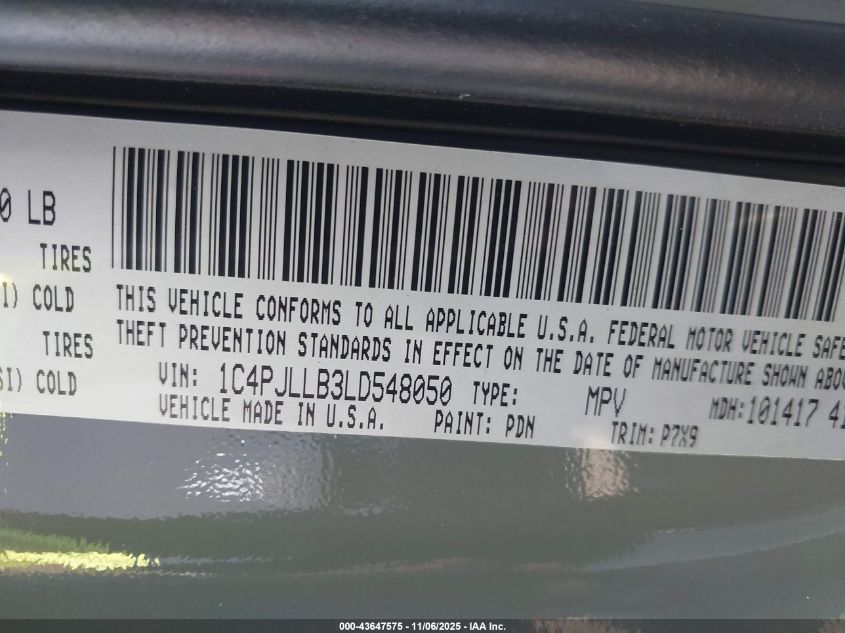 0 LB
TIRES
I) COLD
TIRES
SI) COLD
THIS VEHICLE CONFORMS TO ALL APPLICABLE U.S.A. FEDERAL MOTOR VEHICLE SAFE
THEFT PREVENTION STANDARDS IN EFFECT ON THE DATE OF MANUFACTURE SHOWN ABO
VIN: 1C4PJLLB3LD548050 TYPE: MPV MDH:101417 41
VEHICLE MADE IN U.S.A. PAINT: PDN TRIM: P7X9
000-43647575 - 11/06/2025 - IAA Inc.